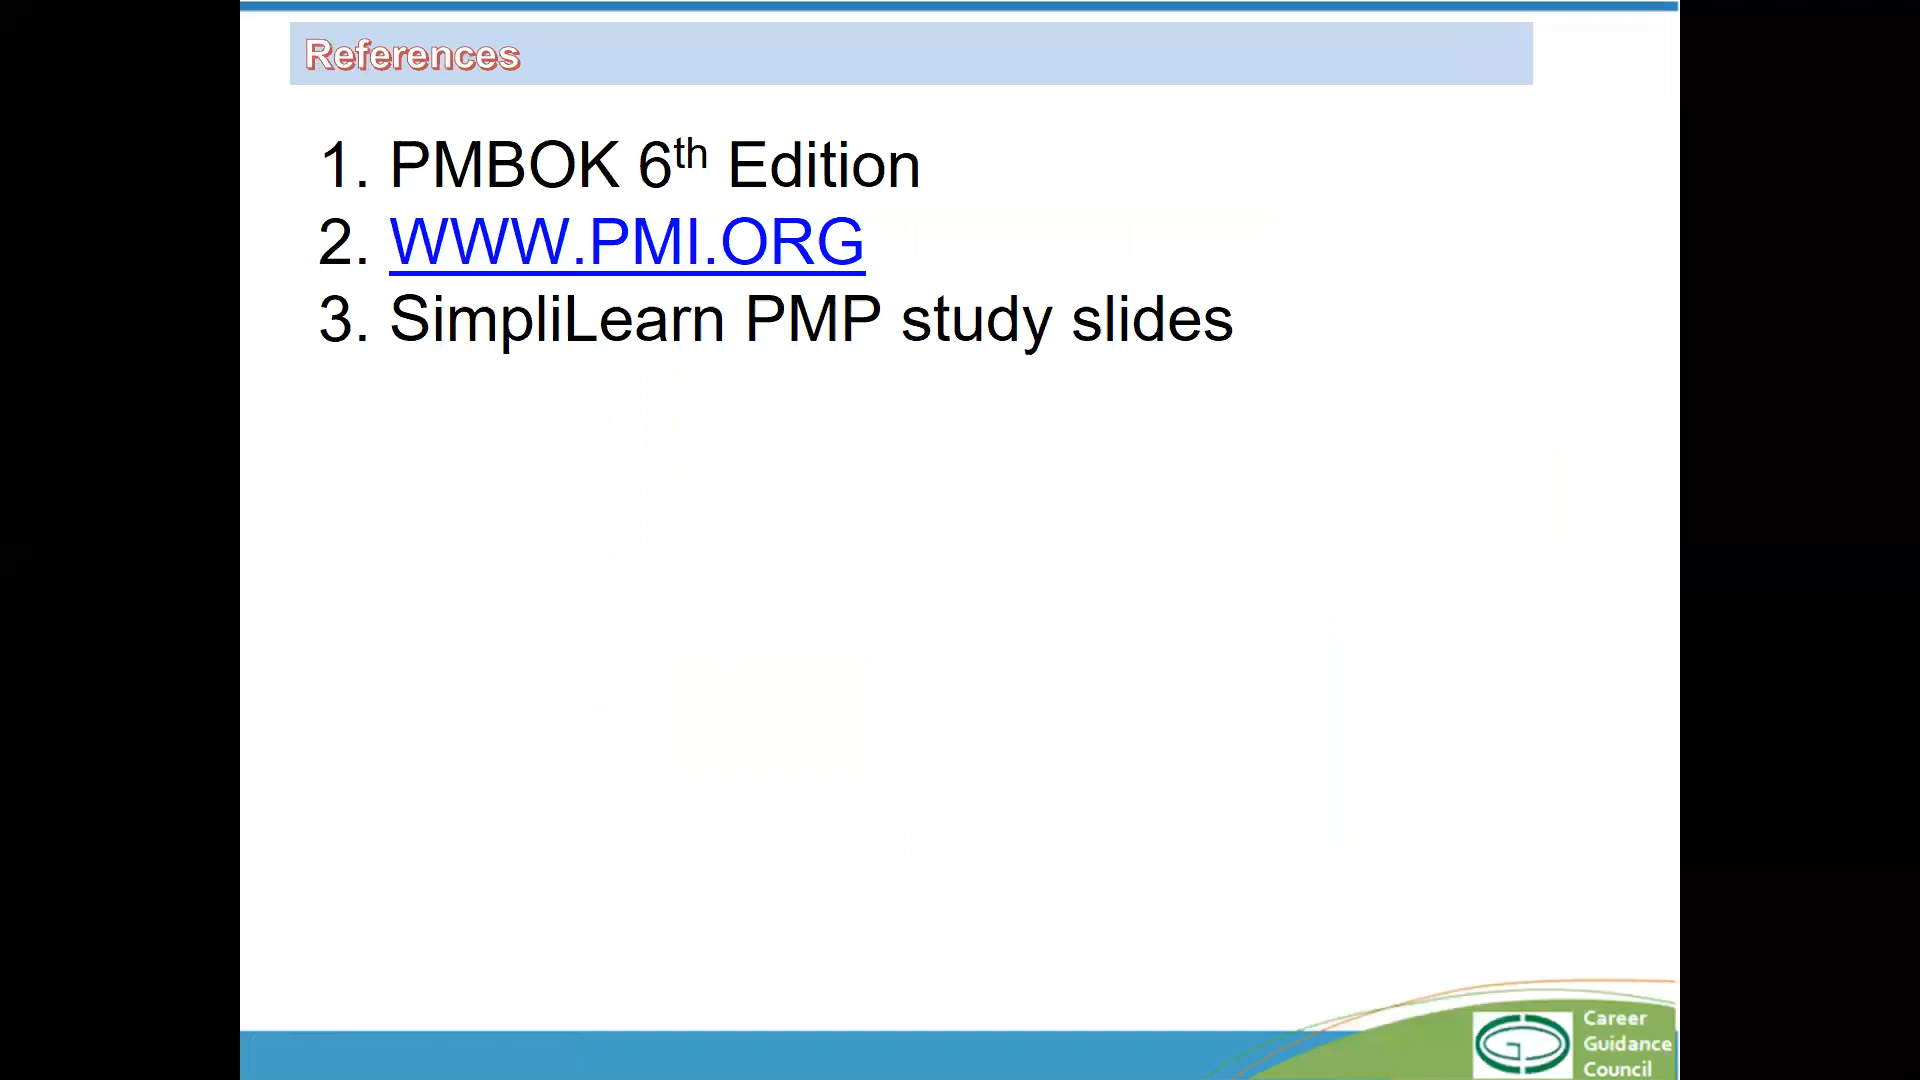 References
1. PMBOK 6th Edition
2. WWW.PMI.ORG
3. SimpliLearn PMP study slides
Career
Guidance
Council